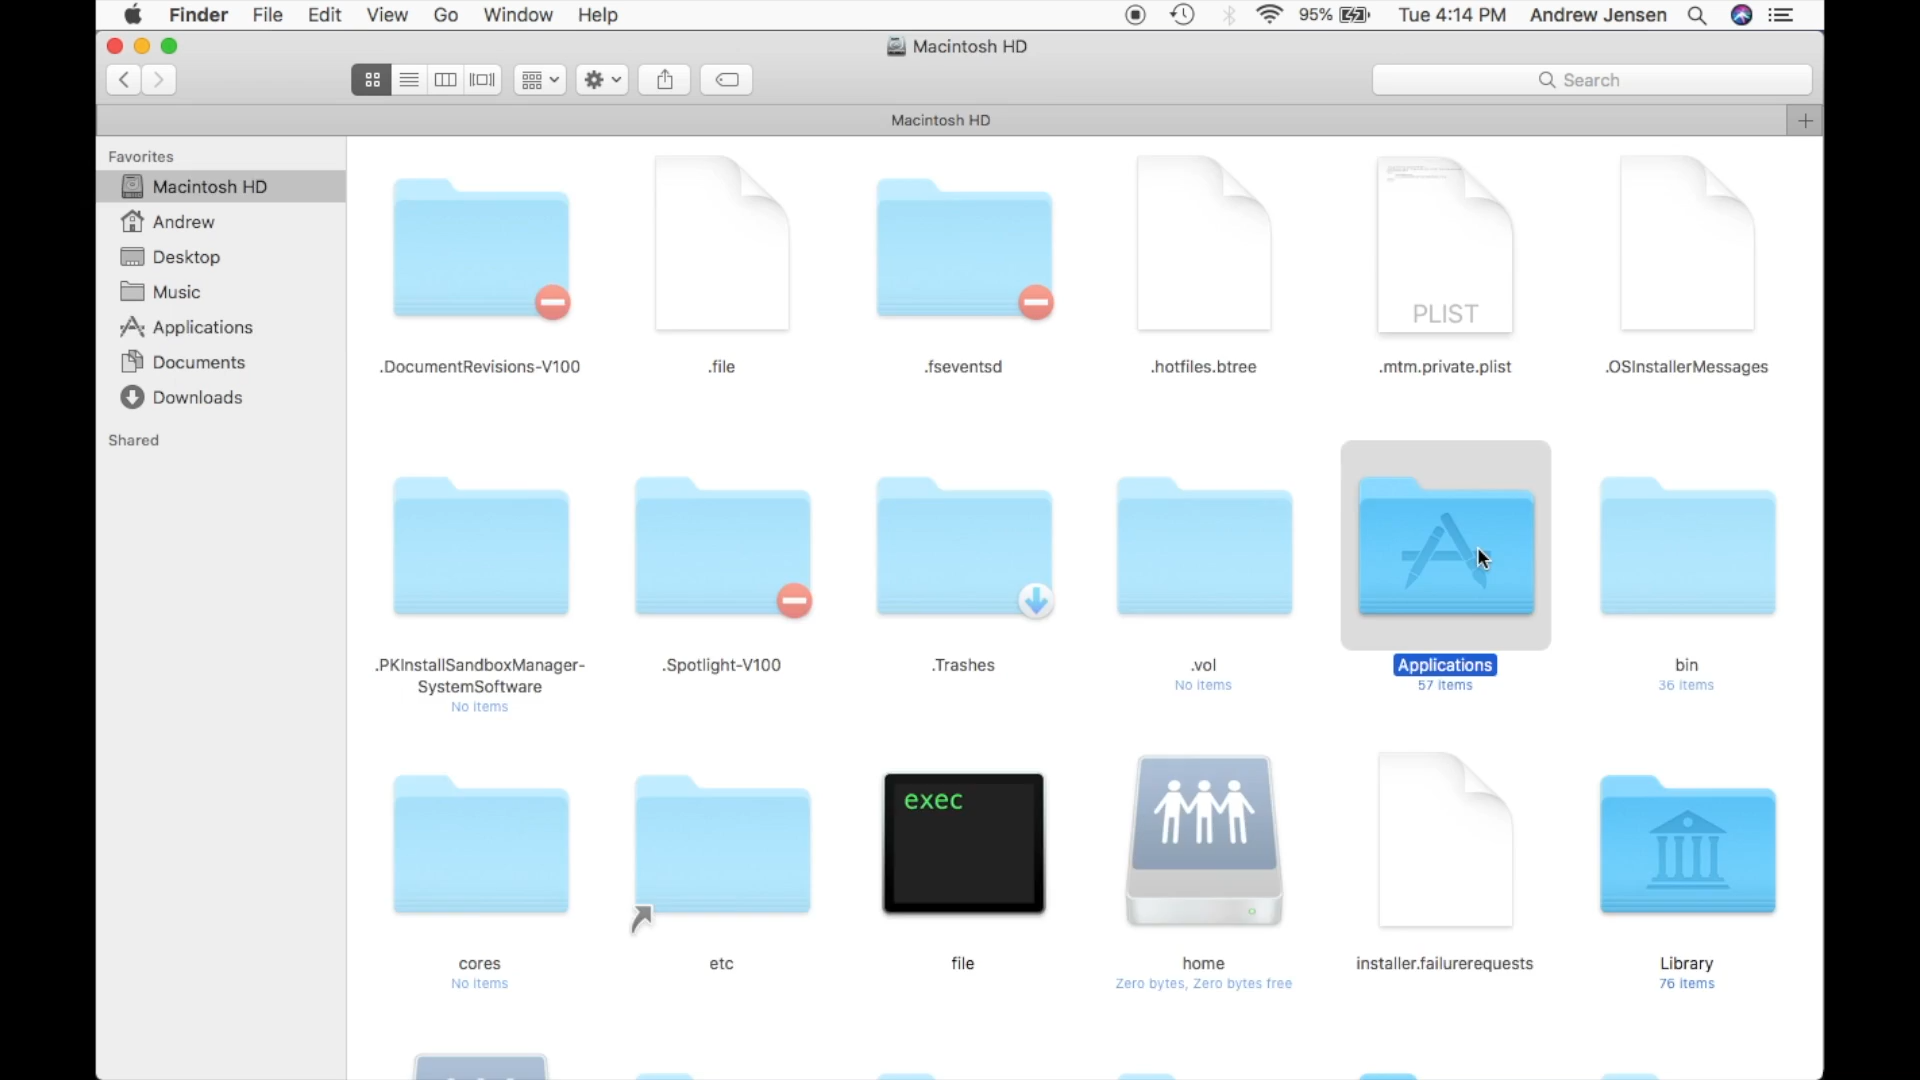 Finder File Edit View Go Window Help 95% Tue 4:14 PM Andrew Jensen
Macintosh HD
Search
Macintosh HD
Favorites
Macintosh HD
Andrew
Desktop
Music
Applications
Documents
Downloads
Shared
PLIST
.DocumentRevisions-V100 .file .fseventsd .hotfiles.btree .mtm.private.plist .OSInstallerMessages
.PKInstallSandboxManager- .Spotlight-V100 .Trashes .vol Applications bin
SystemSoftware No items 57 items 36 items
No items
exec
cores etc file home installer.failurerequests Library
No items Zero bytes, Zero bytes free 76 items